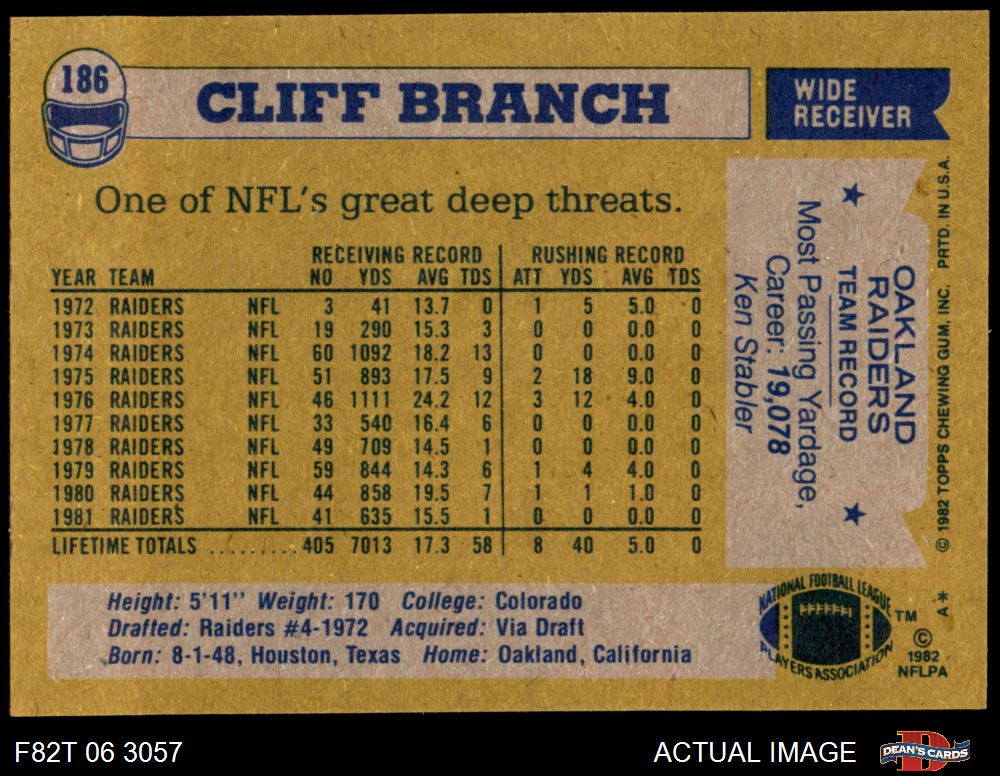 186
CLIFF BRANCH
WIDE
RECEIVER
One of NFL's great deep threats.
RECEIVING RECORD RUSHING RECORD
YEAR TEAM NO YDS AVG TDS ATT YDS AVG TDS
1972 RAIDERS NFL 3 41 13.7 0 1 5 5.0 0
1973 RAIDERS NFL 19 290 15.3 3 0 0 0.0 0
1974 RAIDERS NFL 60 1092 18.2 13 0 0 0.0 0
1975 RAIDERS NFL 51 893 17.5 9 2 18 9.0 0
1976 RAIDERS NFL 46 1111 24.2 12 3 12 4.0 0
1977 RAIDERS NFL 33 540 16.4 6 0 0 0.0 0
1978 RAIDERS NFL 49 709 14.5 1 0 0 0.0 0
1979 RAIDERS NFL 59 844 14.3 6 1 4 4.0 0
1980 RAIDERS NFL 44 858 19.5 7 1 1 1.0 0
1981 RAIDERS NFL 41 635 15.5 1 0 0 0.0 0
LIFETIME TOTALS ......... 405 7013 17.3 58 8 40 5.0 0
Height: 5'11" Weight: 170 College: Colorado
Drafted: Raiders #4-1972 Acquired: Via Draft
Born: 8-1-48, Houston, Texas Home: Oakland, California
OAKLAND
RAIDERS
★ TEAM RECORD ★
Most Passing Yardage,
Career: 19,078
Ken Stabler
© 1982 TOPPS CHEWING GUM, INC. PRTD. IN U.S.A.
A*
NATIONAL FOOTBALL LEAGUE
PLAYERS ASSOCIATION
TM
©
1982
NFLPA
F82T 06 3057
ACTUAL IMAGE
D
DEAN'S CARDS